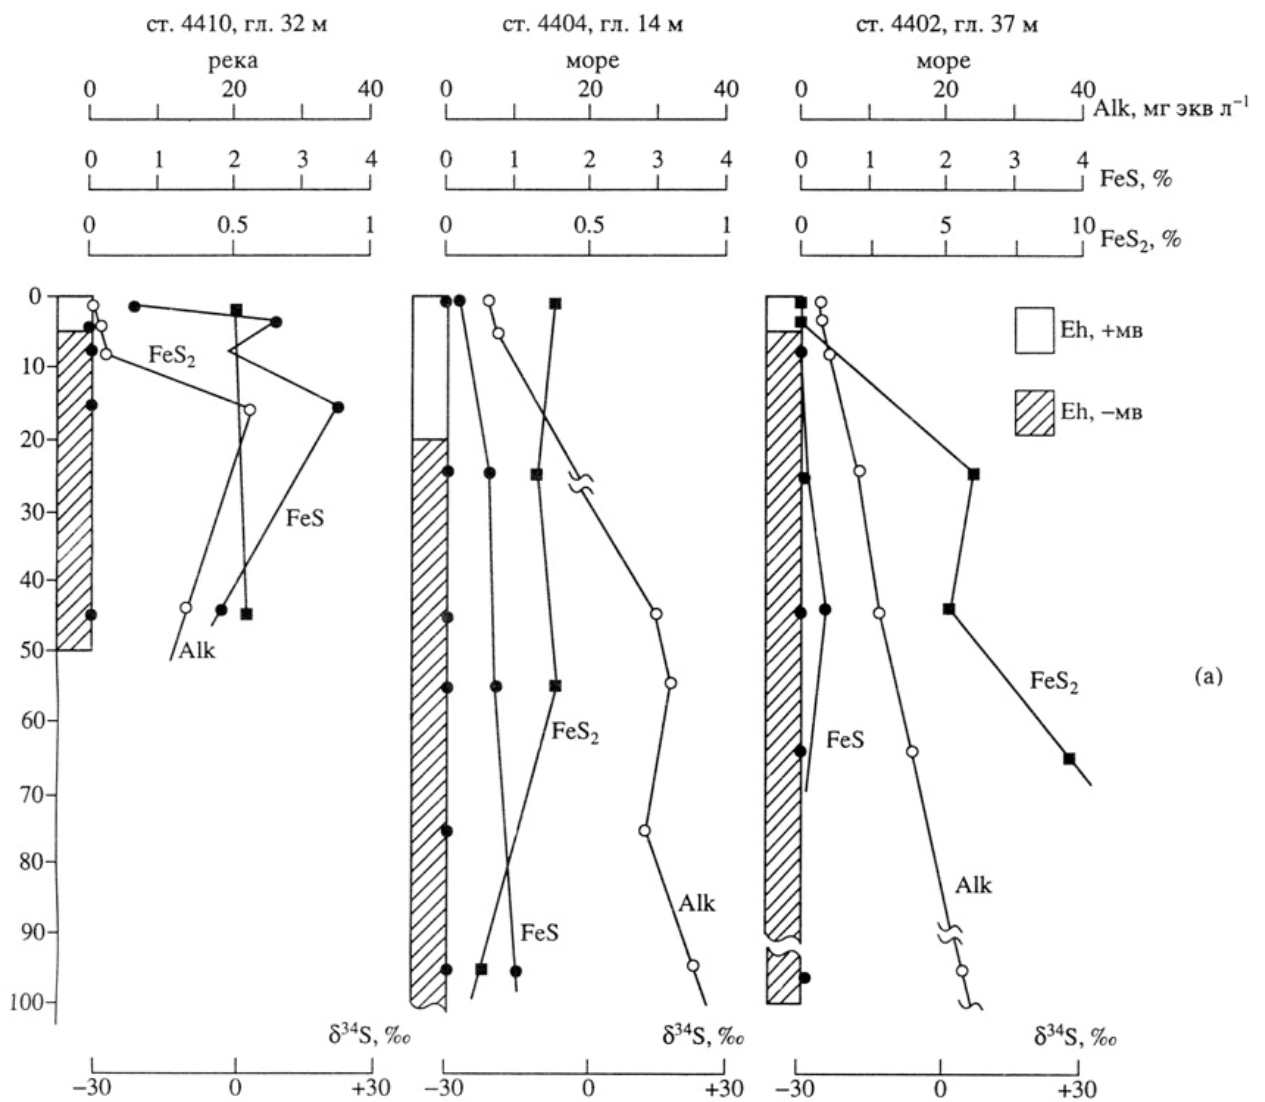 ст. 4410, гл. 32 м ст. 4404, гл. 14 м ст. 4402, гл. 37 м
река море море
0 20 40 0 20 40 0 20 40 Alk, мг экв л⁻¹
0 1 2 3 4 0 1 2 3 4 0 1 2 3 4 FeS, %
0 0.5 1 0 0.5 1 0 5 10 FeS₂, %
0
Eh, +мв
10
FeS₂
Eh, −мв
20
30
FeS
40
50
Alk
FeS₂
(а)
60
FeS₂
FeS
70
80
Alk
Alk
90
FeS
100
δ³⁴S, ‰ δ³⁴S, ‰ δ³⁴S, ‰
−30 0 +30 −30 0 +30 −30 0 +30